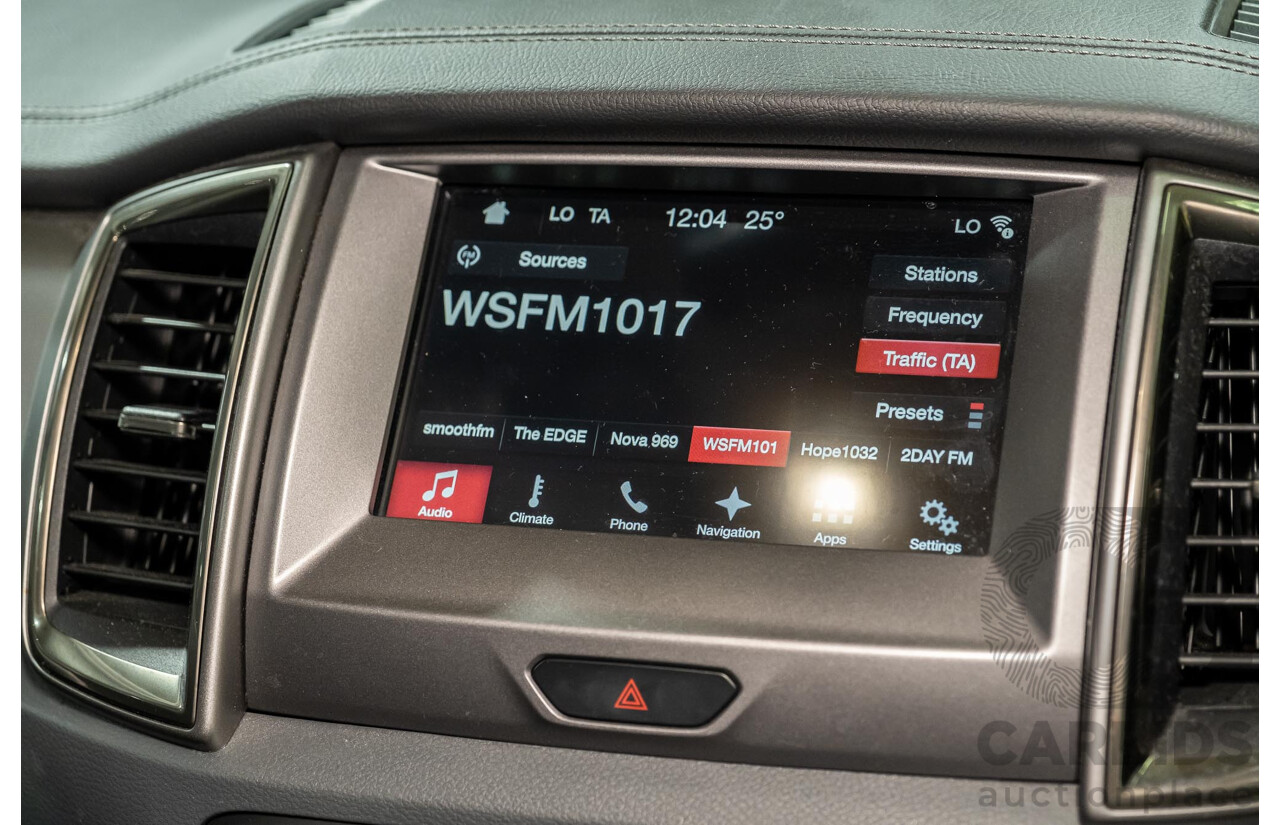 LO TA 12:04 25° LO
FM Sources
Stations
WSFM1017
Frequency
Traffic (TA)
Presets
smoothfm The EDGE Nova 969 WSFM101 Hope1032 2DAY FM
Audio Climate Phone Navigation Apps Settings
auctionplace